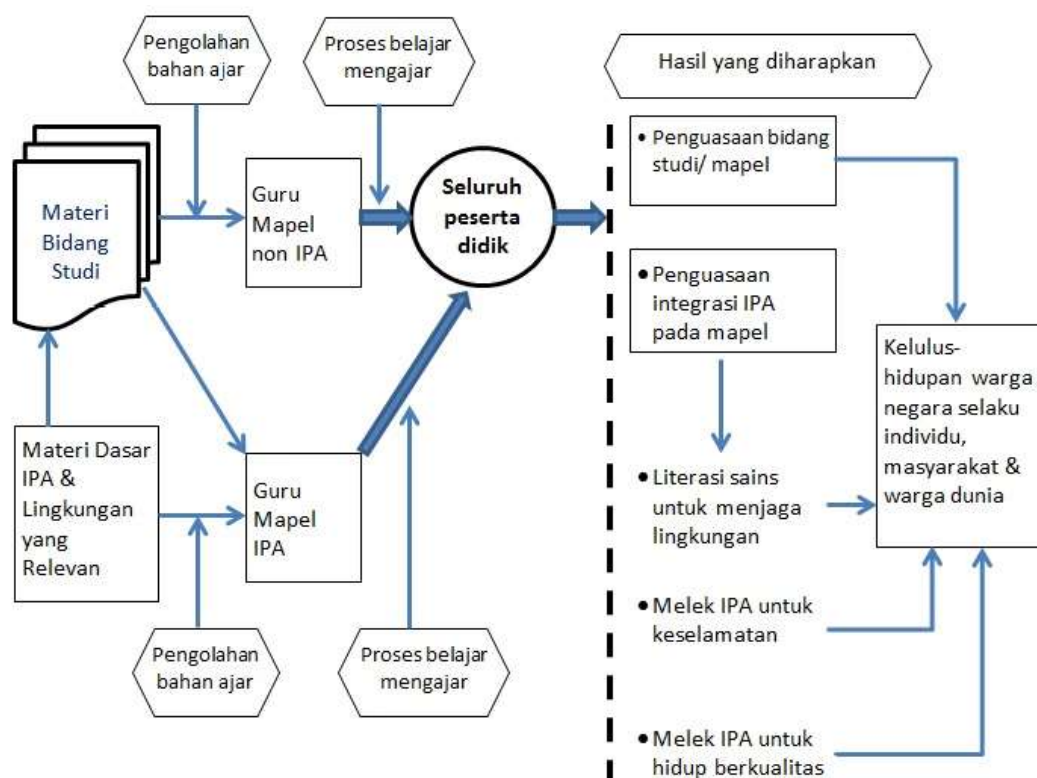 Pengolahan
bahan ajar
Proses belajar
mengajar
Hasil yang diharapkan
Materi
Bidang
Studi
Guru
Mapel
non IPA
Seluruh
peserta
didik
• Penguasaan bidang
studi/ mapel
• Penguasaan
integrasi IPA
pada mapel
Kelulus-
hidupan warga
negara selaku
individu,
masyarakat &
warga dunia
Materi Dasar
IPA &
Lingkungan
yang
Relevan
Guru
Mapel
IPA
• Literasi sains
untuk menjaga
lingkungan
• Melek IPA untuk
keselamatan
Pengolahan
bahan ajar
Proses belajar
mengajar
• Melek IPA untuk
hidup berkualitas